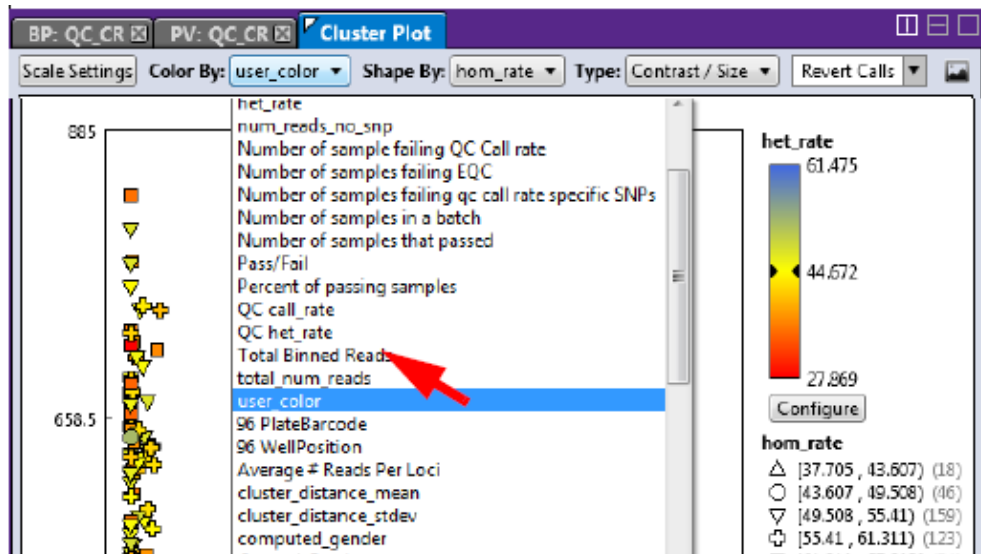 BP: QC_CR PV: QC_CR Cluster Plot
Scale Settings Color By: user_color Shape By: hom_rate Type: Contrast / Size Revert Calls
het_rate
num_reads_no_snp
Number of sample failing QC Call rate
Number of samples failing EQC
Number of samples failing qc call rate specific SNPs
Number of samples in a batch
Number of samples that passed
Pass/Fail
Percent of passing samples
QC call_rate
QC het_rate
Total Binned Reads
total_num_reads
user_color
96 PlateBarcode
96 WellPosition
Average # Reads Per Loci
cluster_distance_mean
cluster_distance_stdev
computed_gender
885
658.5
het_rate
61.475
44.672
27.869
Configure
hom_rate
[37.705 , 43.607) (18)
[43.607 , 49.508) (46)
[49.508 , 55.41) (159)
[55.41 , 61.311) (123)